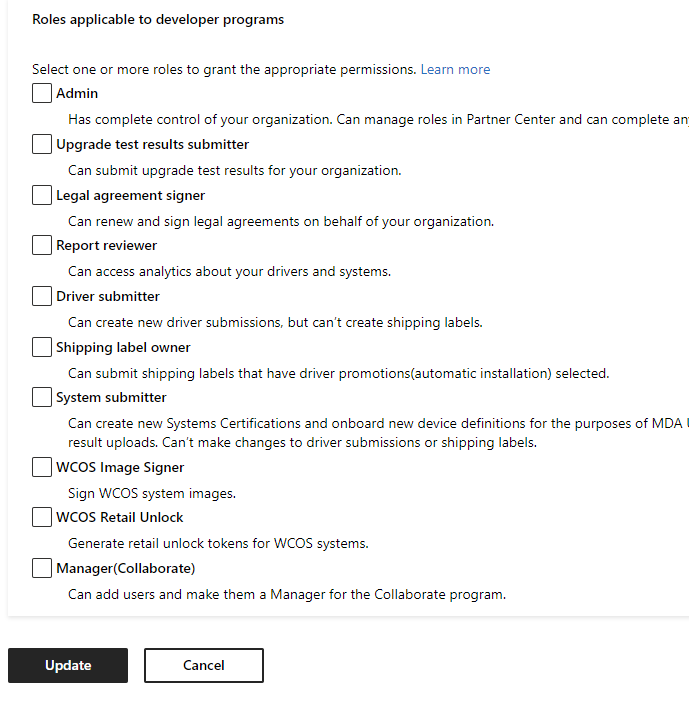 Roles applicable to developer programs
Select one or more roles to grant the appropriate permissions. Learn more
Admin
Has complete control of your organization. Can manage roles in Partner Center and can complete
Upgrade test results submitter
Can submit upgrade test results for your organization.
Legal agreement signer
Can renew and sign legal agreements on behalf of your organization.
Report reviewer
Can access analytics about your drivers and systems.
Driver submitter
Can create new driver submissions, but can't create shipping labels.
Shipping label owner
Can submit shipping labels that have driver promotions(automatic installation) selected.
System submitter
Can create new Systems Certifications and onboard new device definitions for the purposes of MDA
result uploads. Can't make changes to driver submissions or shipping labels.
WCOS Image Signer
Sign WCOS system images.
WCOS Retail Unlock
Generate retail unlock tokens for WCOS systems.
Manager(Collaborate)
Can add users and make them a Manager for the Collaborate program.
Update Cancel